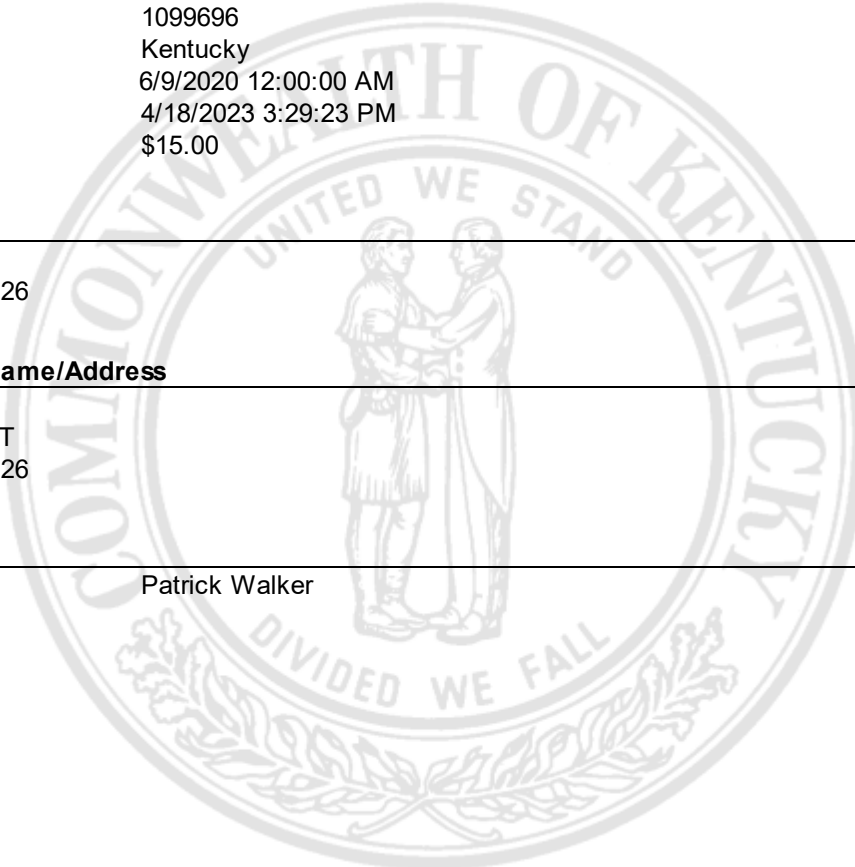 1099696
Kentucky
6/9/2020 12:00:00 AM
4/18/2023 3:29:23 PM
$15.00
26
ame/Address
T
26
Patrick Walker
COMMONWEALTH OF KENTUCKY
UNITED WE STAND
DIVIDED WE FALL